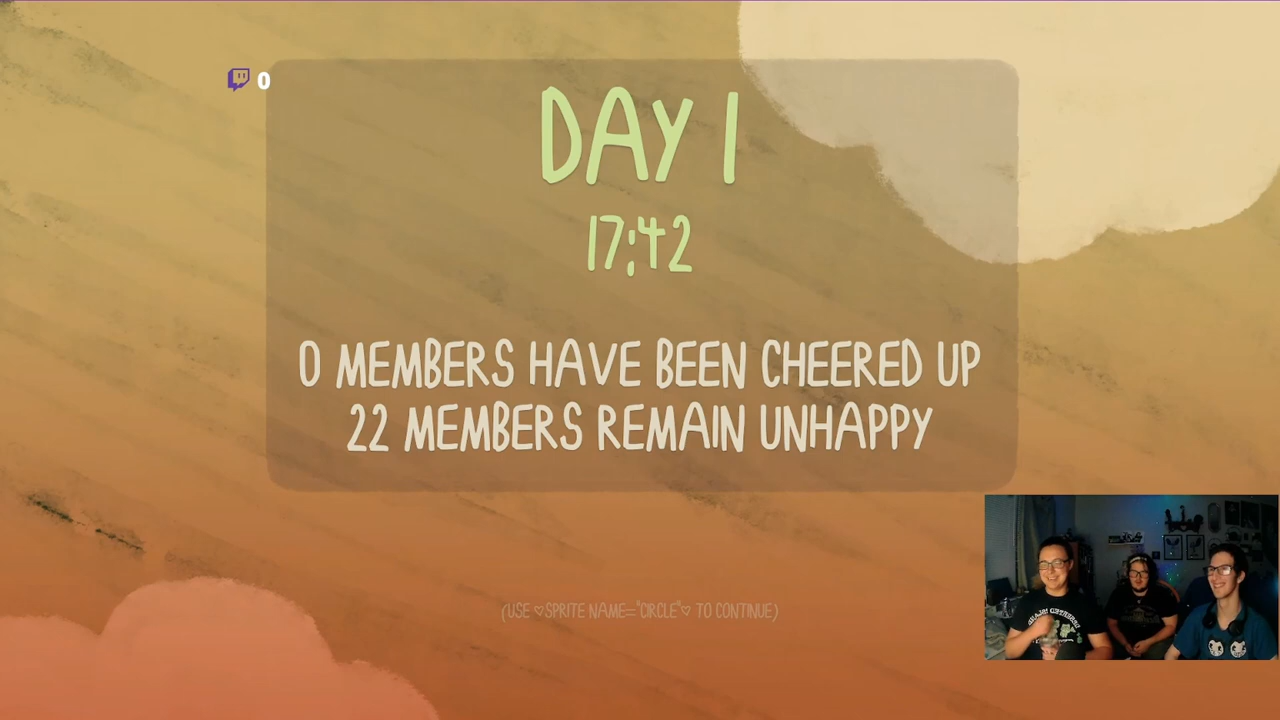 0
DAY 1
17:42
0 MEMBERS HAVE BEEN CHEERED UP
22 MEMBERS REMAIN UNHAPPY
(USE ♡SPRITE NAME="CIRCLE"♡ TO CONTINUE)